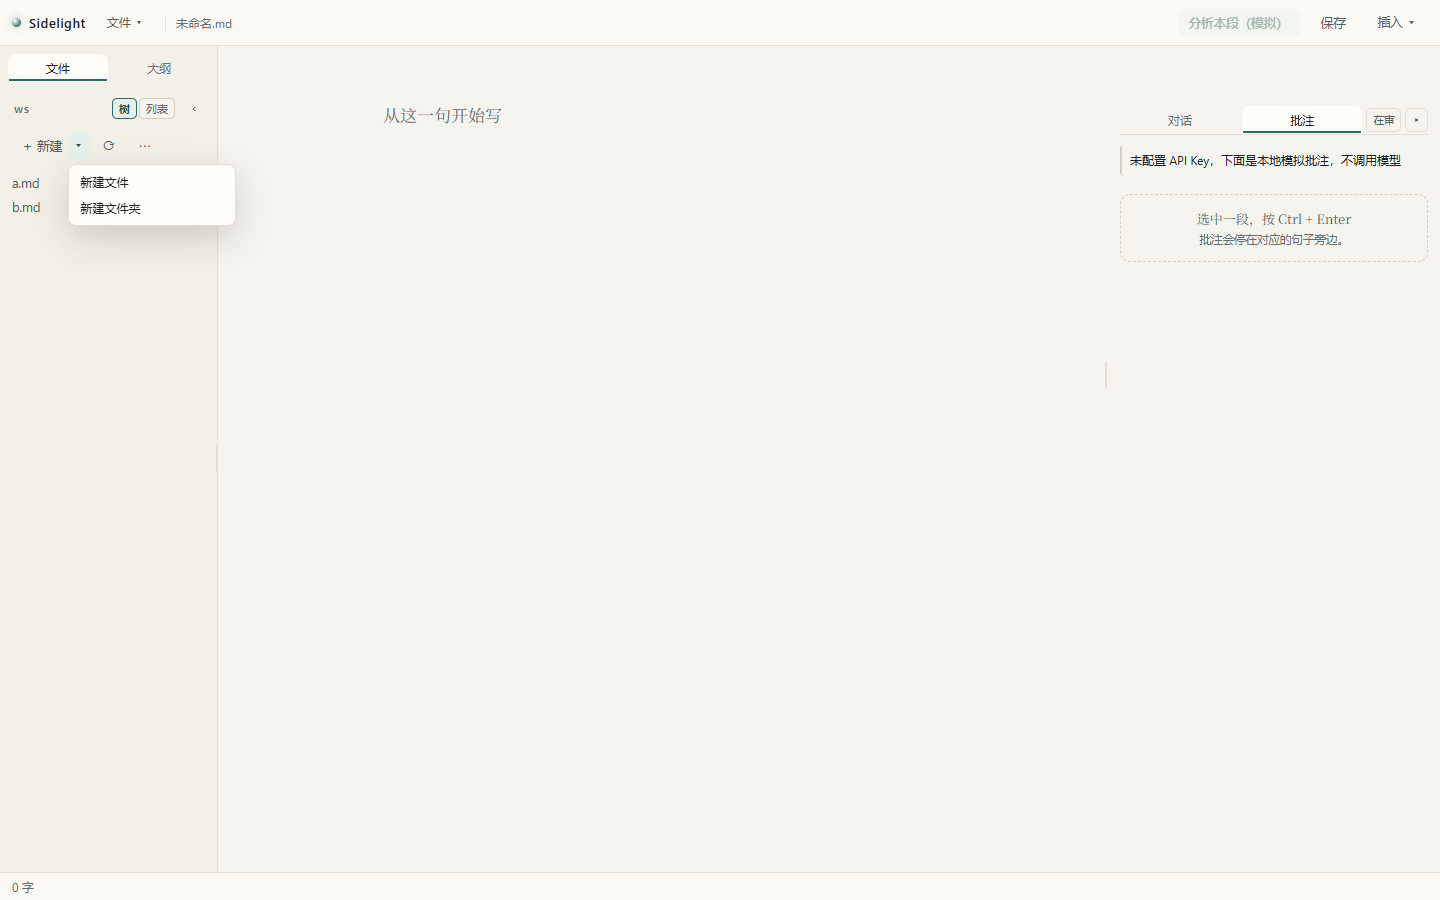 Sidelight 文件 未命名.md 分析本段（模拟） 保存 插入
文件 大纲
ws 树 列表
+ 新建
新建文件
新建文件夹
a.md
b.md
从这一句开始写
对话 批注 在审
未配置 API Key，下面是本地模拟批注，不调用模型
选中一段，按 Ctrl + Enter
批注会停在对应的句子旁边。
0 字